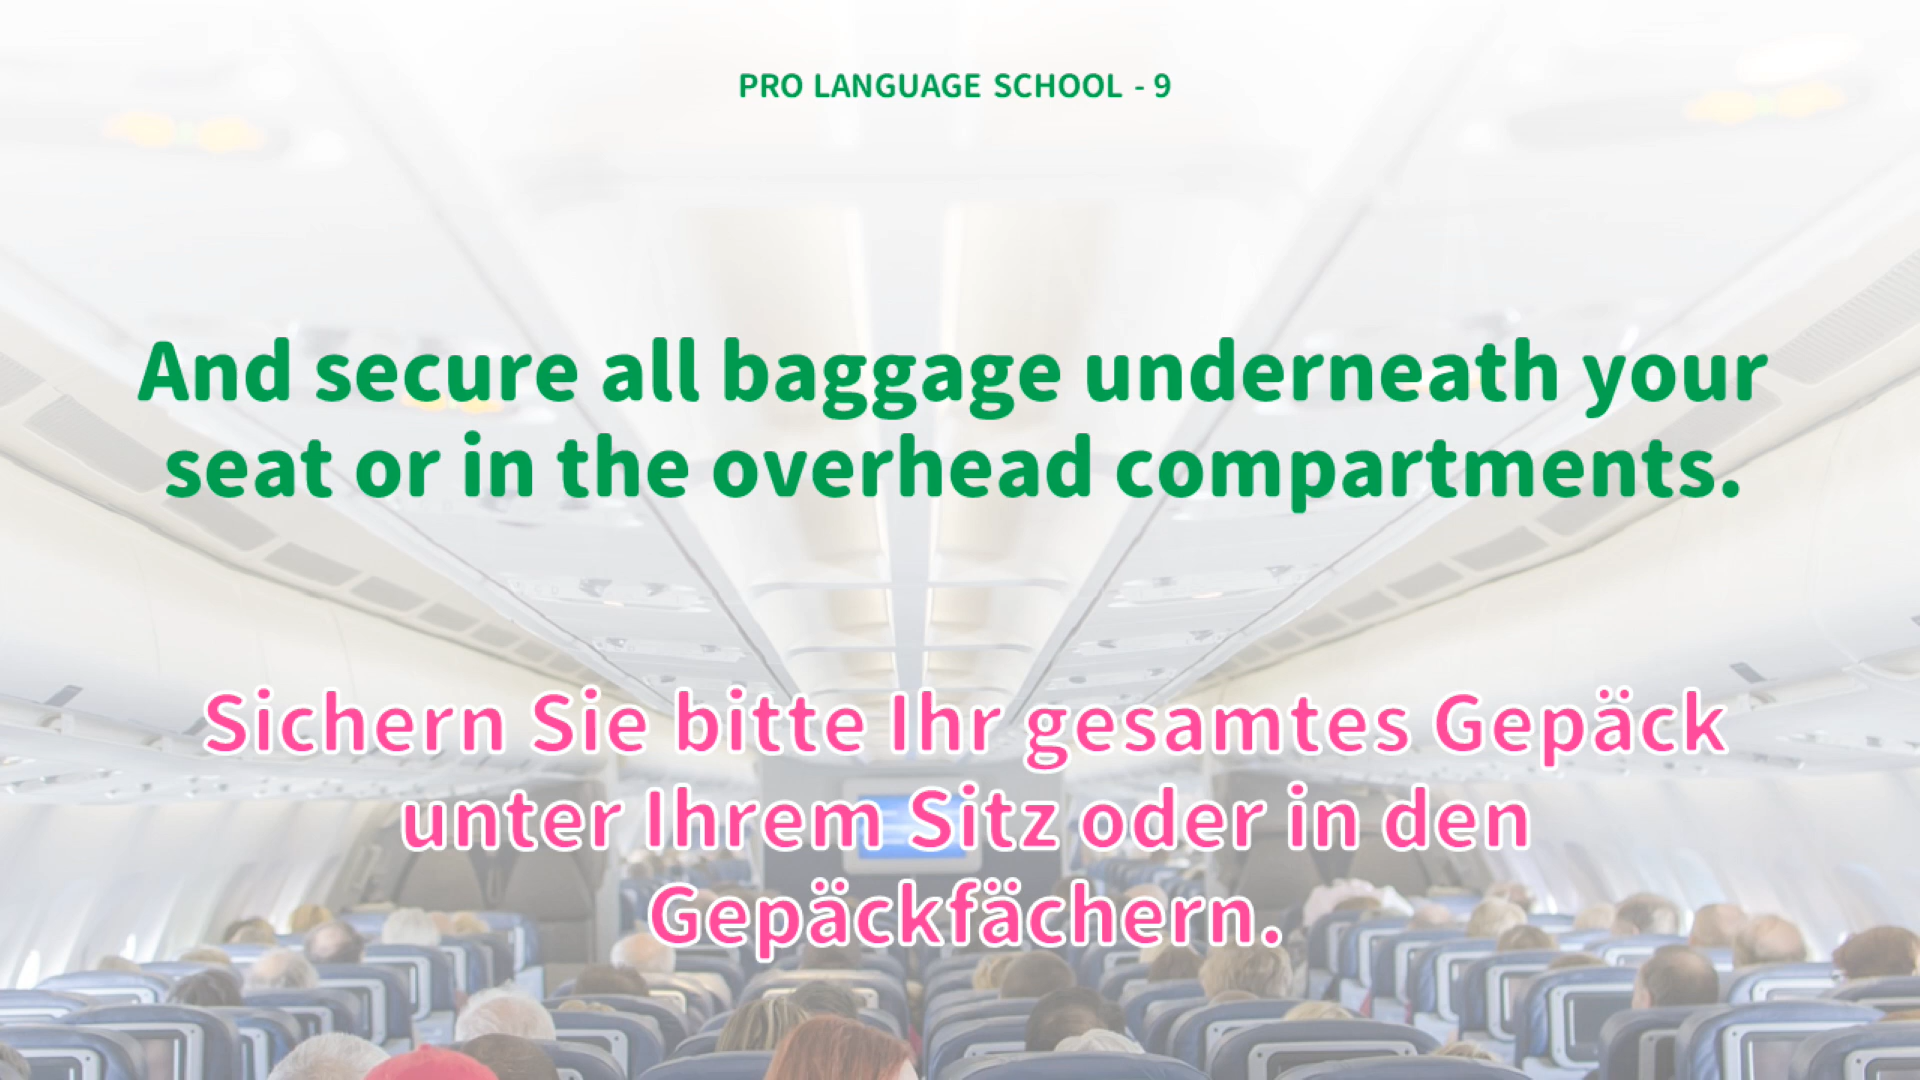 PRO LANGUAGE SCHOOL - 9
And secure all baggage underneath your
seat or in the overhead compartments.
Sichern Sie bitte Ihr gesamtes Gepäck
unter Ihrem Sitz oder in den
Gepäckfächern.